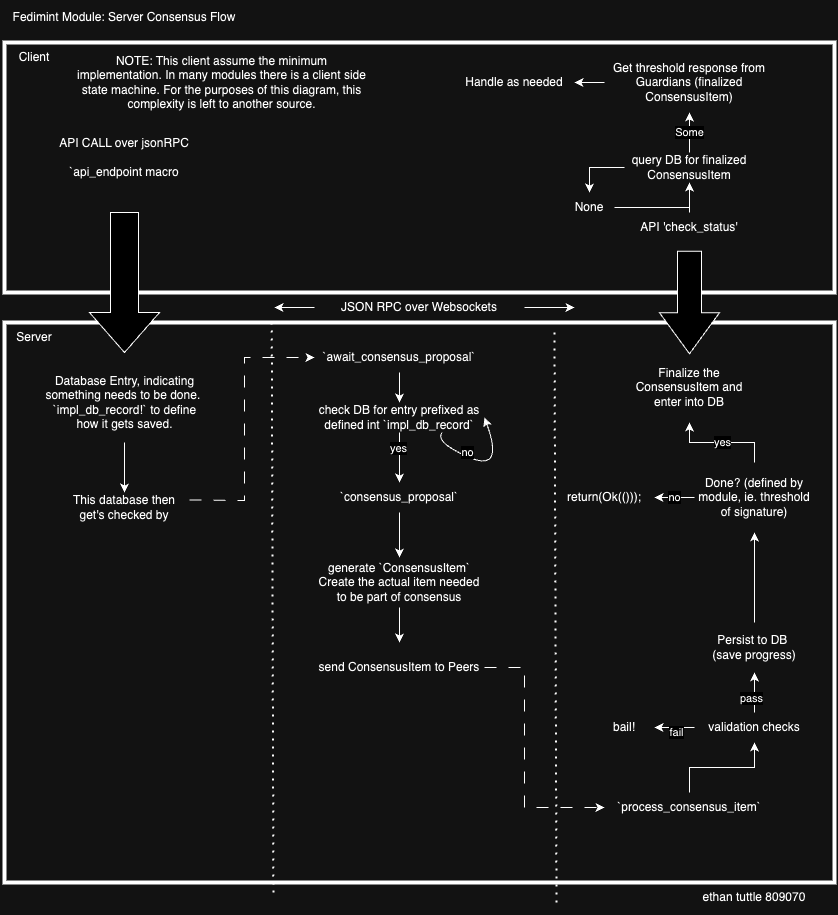 Fedimint Module: Server Consensus Flow
Client
NOTE: This client assume the minimum
implementation. In many modules there is a client side
state machine. For the purposes of this diagram, this
complexity is left to another source.
API CALL over jsonRPC
`api_endpoint macro
Handle as needed
Get threshold response from
Guardians (finalized
ConsensusItem)
Some
query DB for finalized
ConsensusItem
None
API 'check_status'
JSON RPC over Websockets
Server
Database Entry, indicating
something needs to be done.
`impl_db_record!` to define
how it gets saved.
This database then
get's checked by
`await_consensus_proposal`
check DB for entry prefixed as
defined int `impl_db_record`
no
yes
`consensus_proposal`
generate `ConsensusItem`
Create the actual item needed
to be part of consensus
send ConsensusItem to Peers
Finalize the
ConsensusItem and
enter into DB
yes
Done? (defined by
module, ie. threshold
of signature)
no
return(Ok(()));
Persist to DB
(save progress)
pass
validation checks
fail
bail!
`process_consensus_item`
ethan tuttle 809070